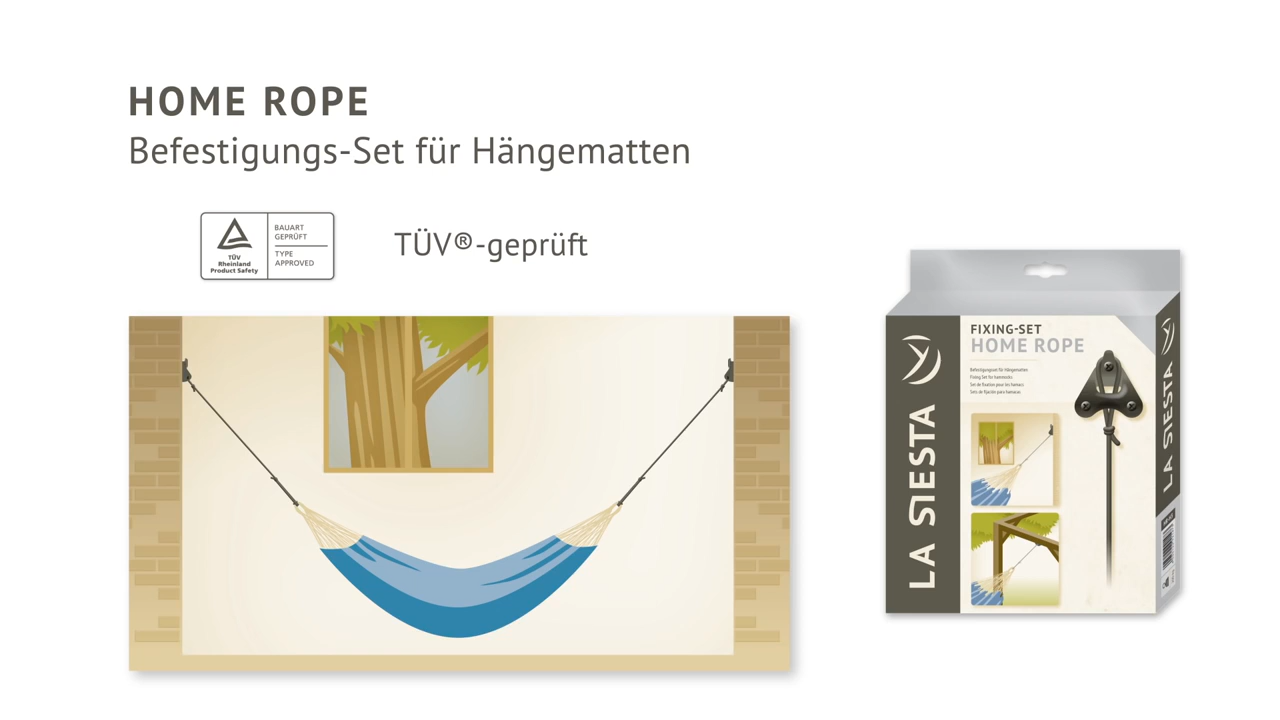 HOME ROPE
Befestigungs-Set für Hängematten
TÜV
Rheinland
Product Safety
BAUART
GEPRÜFT
TYPE
APPROVED
TÜV®-geprüft
LA SIESTA
FIXING-SET
HOME ROPE
Befestigungsset für Hängematten
Fixing Set for hammocks
Set de fixation pour les hamacs
Sets de fijación para hamacas
LA SIESTA